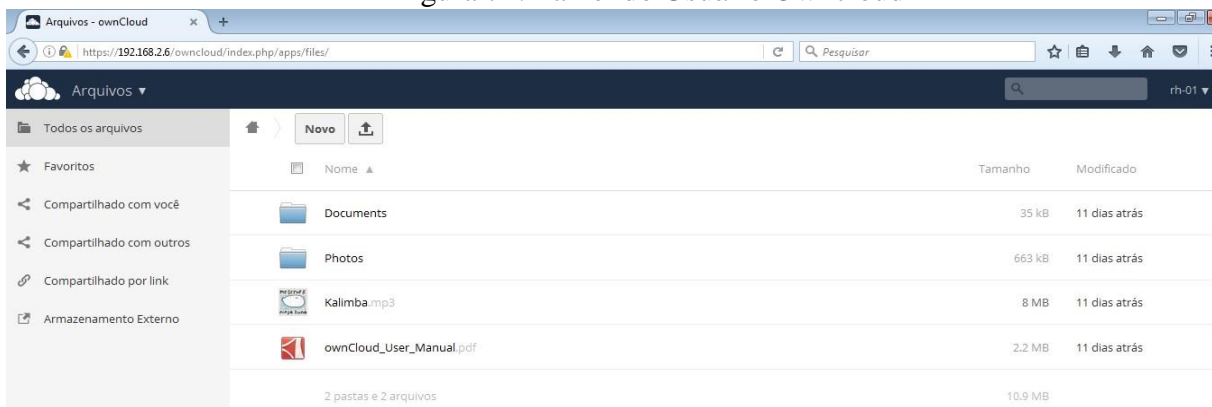 Arquivos - ownCloud × +
https://192.168.2.6/owncloud/index.php/apps/files/ Pesquisar
Arquivos ▾ rh-01 ▾
Todos os arquivos
Favoritos
Compartilhado com você
Compartilhado com outros
Compartilhado por link
Armazenamento Externo
Novo
Nome ▲ Tamanho Modificado
Documents 35 kB 11 dias atrás
Photos 663 kB 11 dias atrás
Kalimba.mp3 8 MB 11 dias atrás
ownCloud_User_Manual.pdf 2.2 MB 11 dias atrás
2 pastas e 2 arquivos 10.9 MB